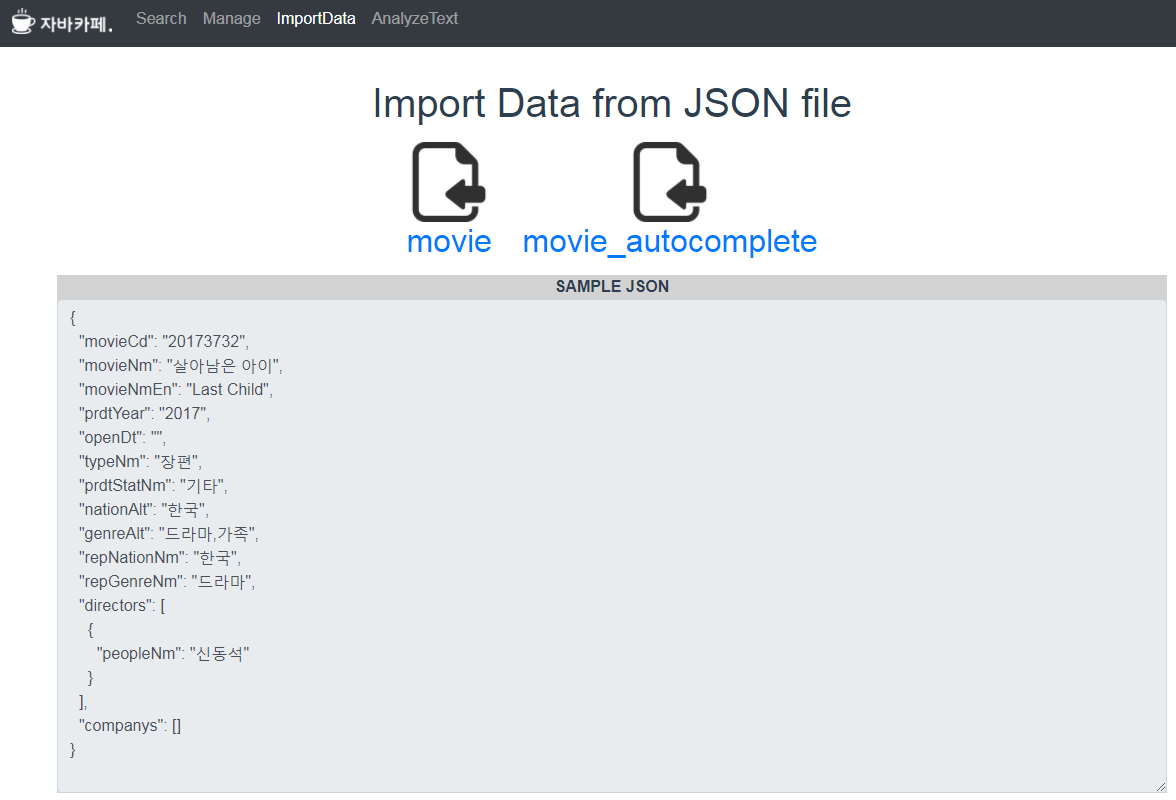 자바카페. Search Manage ImportData AnalyzeText
Import Data from JSON file
movie movie_autocomplete
SAMPLE JSON
{
"movieCd": "20173732",
"movieNm": "살아남은 아이",
"movieNmEn": "Last Child",
"prdtYear": "2017",
"openDt": "",
"typeNm": "장편",
"prdtStatNm": "기타",
"nationAlt": "한국",
"genreAlt": "드라마,가족",
"repNationNm": "한국",
"repGenreNm": "드라마",
"directors": [
{
"peopleNm": "신동석"
}
],
"companys": []
}